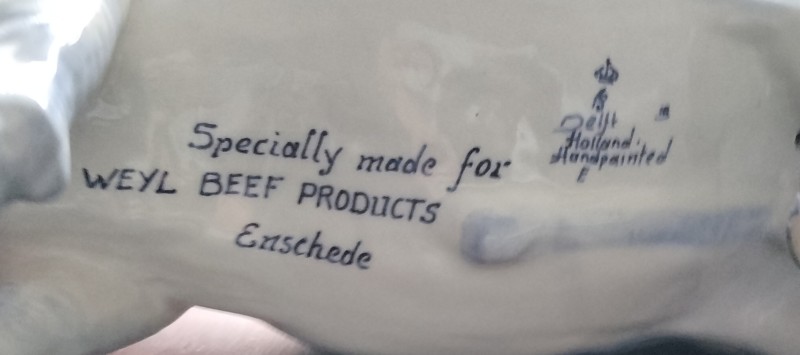 Specially made for
WEYL BEEF PRODUCTS
Enschede
Delft
Holland.
Handpainted